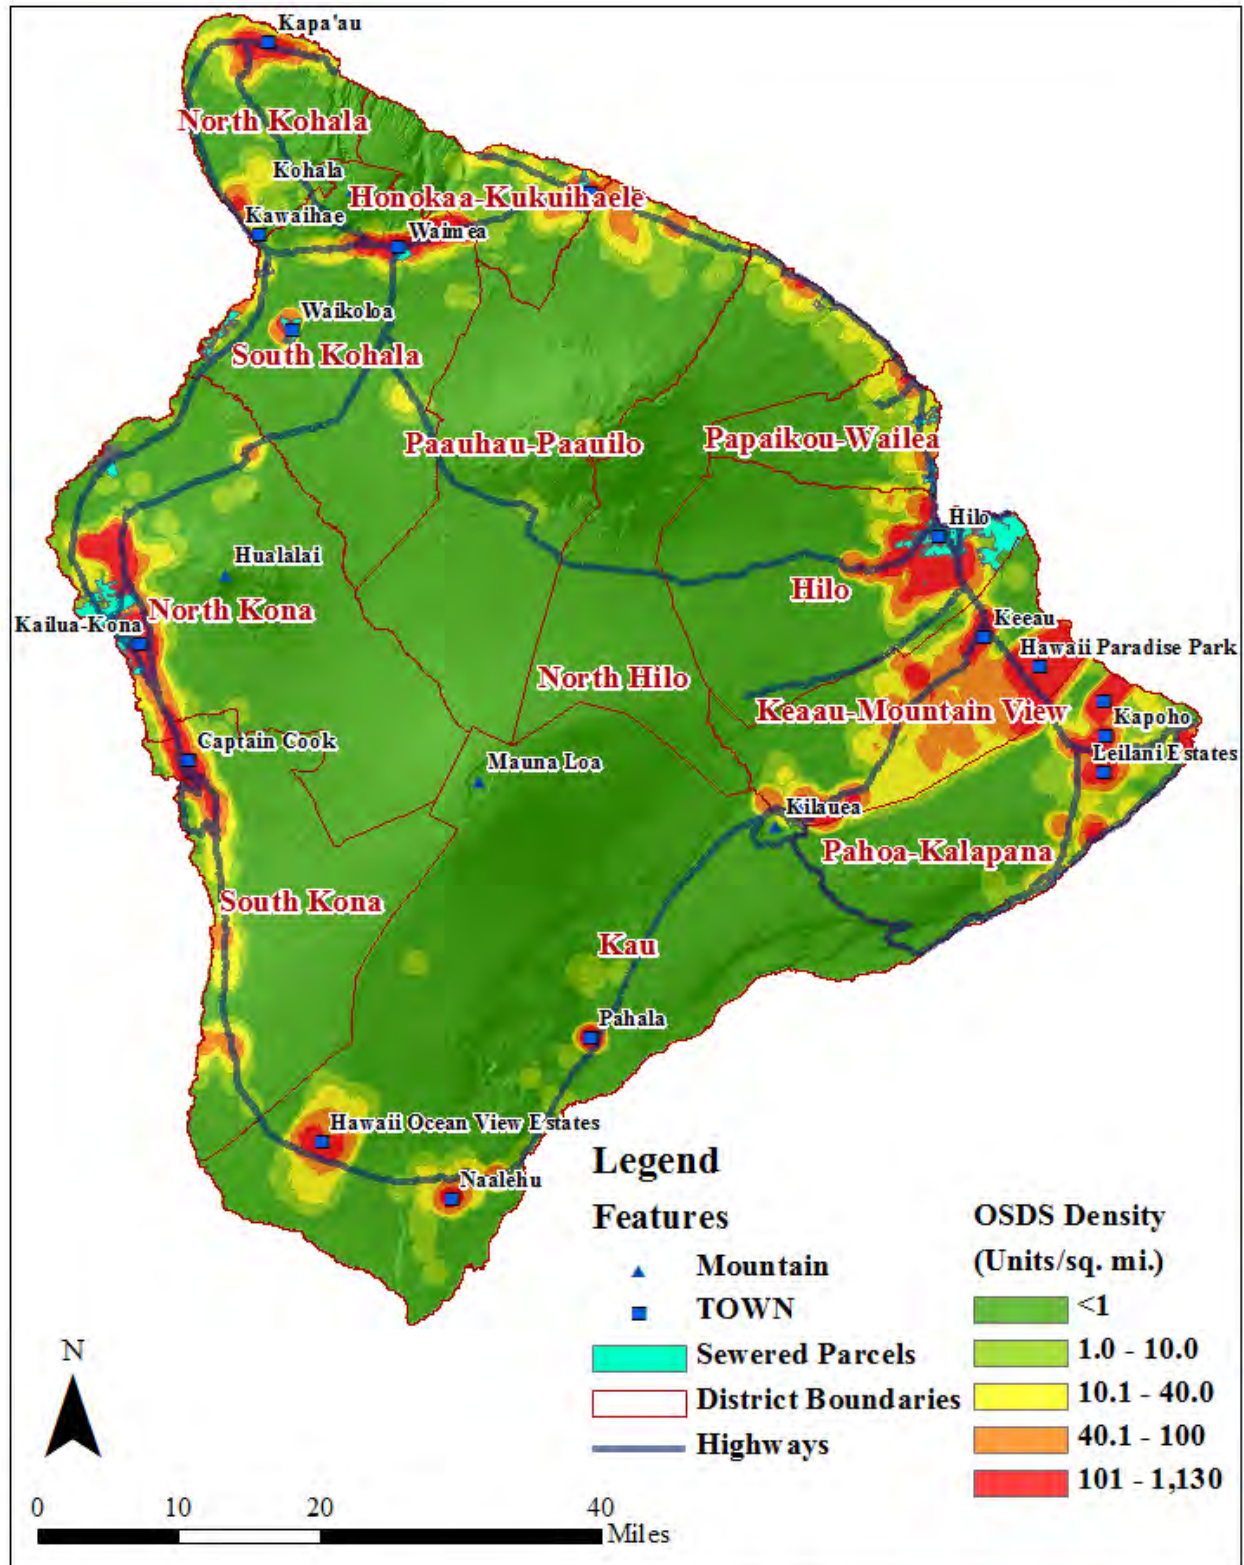 Kapa'au
North Kohala
Kohala
Honokaa-Kukuihaele
Kawaihae
Waimea
Waikoloa
South Kohala
Paauhau-Paauilo
Papaikou-Wailea
Hilo
Hualalai
Hilo
North Kona
Kailua-Kona
Keeau
Hawaii Paradise Park
North Hilo
Keaau-Mountain View
Kapoho
Captain Cook
Leilani Estates
Mauna Loa
Kilauea
Pahoa-Kalapana
South Kona
Kau
Pahala
Hawaii Ocean View Estates
Naalehu
Legend
Features
Mountain
TOWN
Sewered Parcels
District Boundaries
Highways
OSDS Density
(Units/sq. mi.)
<1
1.0 - 10.0
10.1 - 40.0
40.1 - 100
101 - 1,130
N
0 10 20 40
Miles